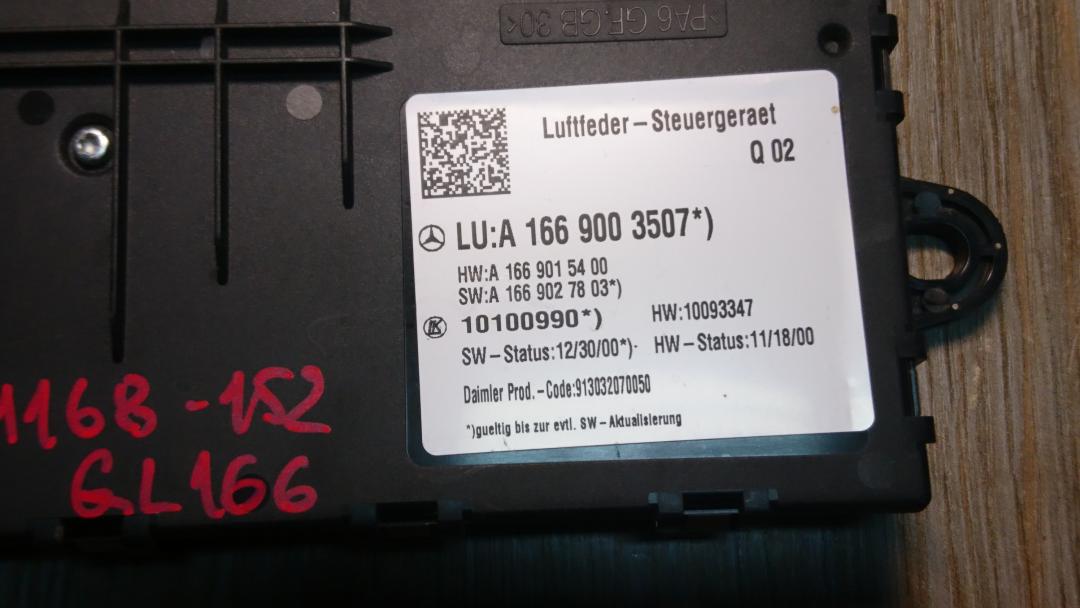 >PA6 GF.GB 30<
Luftfeder-Steuergeraet
Q 02
LU:A 166 900 3507*)
HW:A 166 901 54 00
SW:A 166 902 78 03*)
10100990*) HW:10093347
SW-Status:12/30/00*) HW-Status:11/18/00
Daimler Prod.-Code:913032070050
*)gueltig bis zur evtl. SW-Aktualisierung
1168-152
GL166